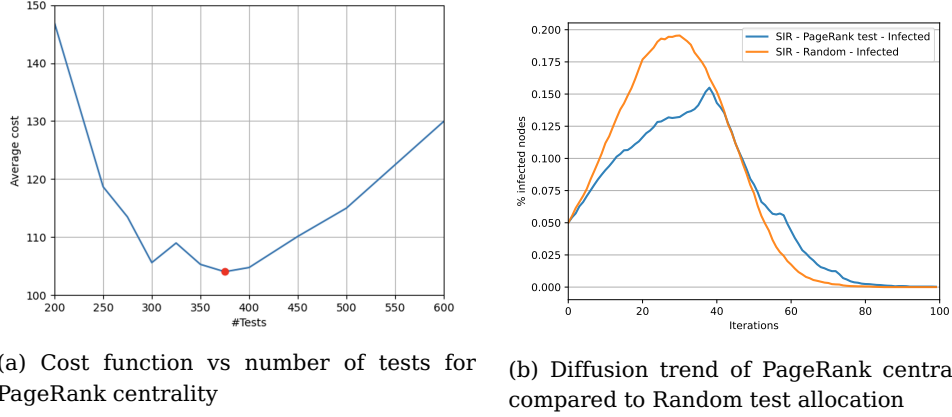 150
140
130
120
110
100
Average cost
200 250 300 350 400 450 500 550 600
#Tests
(a) Cost function vs number of tests for
PageRank centrality
0.200
0.175
0.150
0.125
0.100
0.075
0.050
0.025
0.000
% infected nodes
SIR - PageRank test - Infected
SIR - Random - Infected
0 20 40 60 80 100
Iterations
(b) Diffusion trend of PageRank centra
compared to Random test allocation